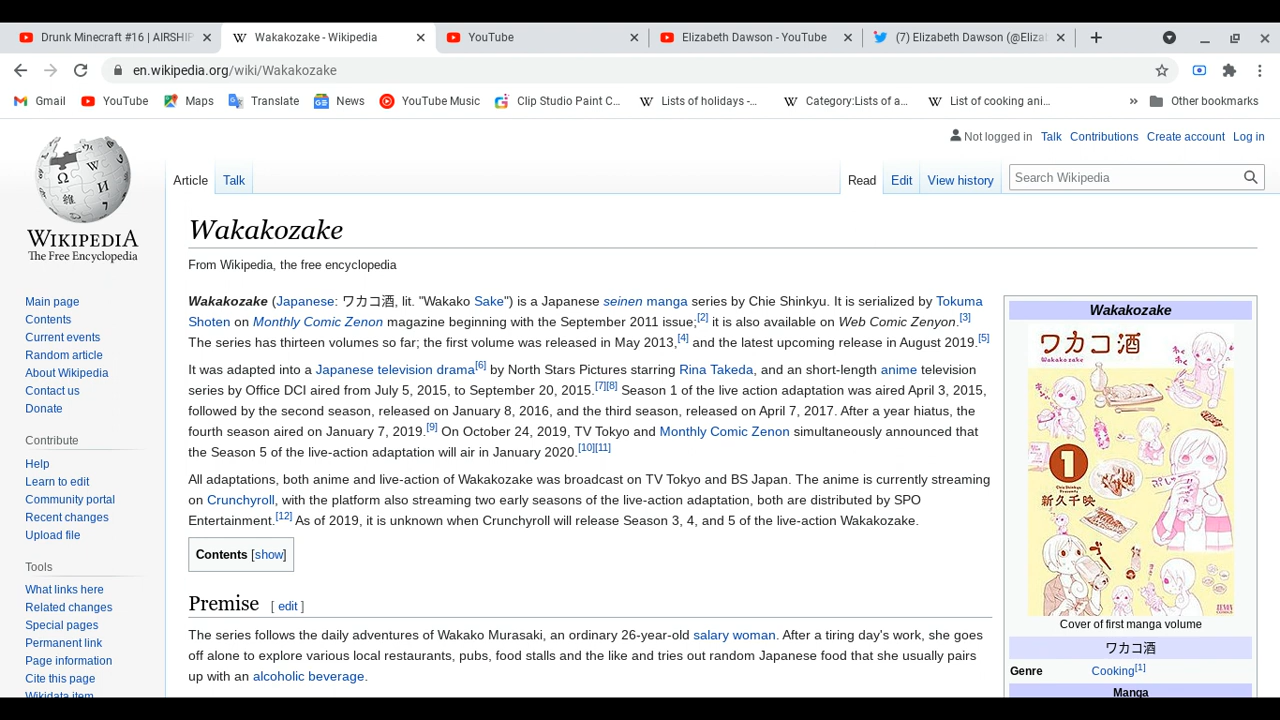 Drunk Minecraft #16 | AIRSHIP
Wakakozake - Wikipedia
YouTube
Elizabeth Dawson - YouTube
(7) Elizabeth Dawson (@Eliza
en.wikipedia.org/wiki/Wakakozake
Gmail YouTube Maps Translate News YouTube Music Clip Studio Paint C... Lists of holidays -... Category:Lists of a... List of cooking ani... » Other bookmarks
Not logged in Talk Contributions Create account Log in
Article Talk Read Edit View history Search Wikipedia
WIKIPEDIA
The Free Encyclopedia
Main page
Contents
Current events
Random article
About Wikipedia
Contact us
Donate
Contribute
Help
Learn to edit
Community portal
Recent changes
Upload file
Tools
What links here
Related changes
Special pages
Permanent link
Page information
Cite this page
Wikidata item
Wakakozake
From Wikipedia, the free encyclopedia
Wakakozake (Japanese: ワカコ酒, lit. "Wakako Sake") is a Japanese seinen manga series by Chie Shinkyu. It is serialized by Tokuma
Shoten on Monthly Comic Zenon magazine beginning with the September 2011 issue;[2] it is also available on Web Comic Zenyon.[3]
The series has thirteen volumes so far; the first volume was released in May 2013,[4] and the latest upcoming release in August 2019.[5]
It was adapted into a Japanese television drama[6] by North Stars Pictures starring Rina Takeda, and an short-length anime television
series by Office DCI aired from July 5, 2015, to September 20, 2015.[7][8] Season 1 of the live action adaptation was aired April 3, 2015,
followed by the second season, released on January 8, 2016, and the third season, released on April 7, 2017. After a year hiatus, the
fourth season aired on January 7, 2019.[9] On October 24, 2019, TV Tokyo and Monthly Comic Zenon simultaneously announced that
the Season 5 of the live-action adaptation will air in January 2020.[10][11]
All adaptations, both anime and live-action of Wakakozake was broadcast on TV Tokyo and BS Japan. The anime is currently streaming
on Crunchyroll, with the platform also streaming two early seasons of the live-action adaptation, both are distributed by SPO
Entertainment.[12] As of 2019, it is unknown when Crunchyroll will release Season 3, 4, and 5 of the live-action Wakakozake.
Contents [show]
Premise [ edit ]
The series follows the daily adventures of Wakako Murasaki, an ordinary 26-year-old salary woman. After a tiring day's work, she goes
off alone to explore various local restaurants, pubs, food stalls and the like and tries out random Japanese food that she usually pairs
up with an alcoholic beverage.
Wakakozake
ワカコ酒
Wakakozake
1
Chie Shinkyu
Presents
新久千映
Cover of first manga volume
ワカコ酒
Genre Cooking[1]
Manga